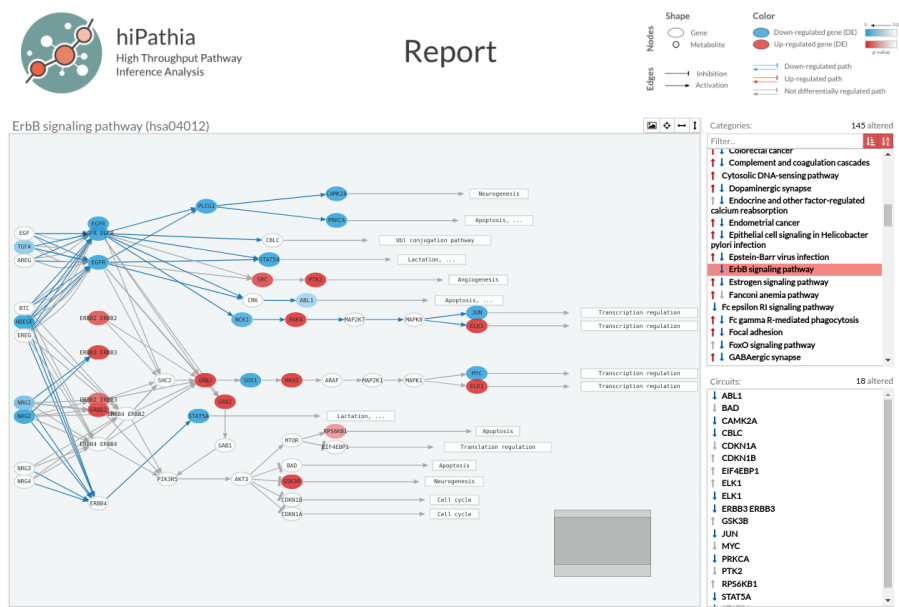 hiPathia
High Throughput Pathway
Inference Analysis
Report
Shape
Color
Nodes
Gene
Metabolite
Down-regulated gene (DE)
Up-regulated gene (DE)
p-value
Edges
Inhibition
Activation
Down-regulated path
Up-regulated path
Not differentially regulated path
ErbB signaling pathway (hsa04012)
CAMK2A
Neurogenesis
PLCG1
PRKCA
Apoptosis, ...
EGFR
EGF
TGFA
AREG
CBLC
Ubl conjugation pathway
EGFR
STAT5A
Lactation, ...
SRC
PTK2
Angiogenesis
CRK
ABL1
Apoptosis, ...
BTC
HBEGF
EREG
ERBB2 ERBB2
NCK1
PAK4
MAP2K7
MAPK8
JUN
Transcription regulation
ELK1
Transcription regulation
ERBB3 ERBB3
SHC2
GRB2
SOS1
HRAS
ARAF
MAP2K1
MAPK1
MYC
Transcription regulation
ELK1
Transcription regulation
NRG1
NRG2
ERBB2 ERBB3
ERBB4 ERBB2
GRB2
STAT5A
Lactation, ...
ERBB4 ERBB4
GAB1
MTOR
RPS6KB1
Apoptosis
EIF4EBP1
Translation regulation
NRG3
NRG4
PIK3R5
AKT3
BAD
Apoptosis
GSK3B
Neurogenesis
ERBB4
CDKN1B
Cell cycle
CDKN1A
Cell cycle
Categories:
145 altered
Filter...
Colorectal cancer
Complement and coagulation cascades
Cytosolic DNA-sensing pathway
Dopaminergic synapse
Endocrine and other factor-regulated
calcium reabsorption
Endometrial cancer
Epithelial cell signaling in Helicobacter
pylori infection
Epstein-Barr virus infection
ErbB signaling pathway
Estrogen signaling pathway
Fanconi anemia pathway
Fc epsilon RI signaling pathway
Fc gamma R-mediated phagocytosis
Focal adhesion
FoxO signaling pathway
GABAergic synapse
Circuits:
18 altered
ABL1
BAD
CAMK2A
CBLC
CDKN1A
CDKN1B
EIF4EBP1
ELK1
ELK1
ERBB3 ERBB3
GSK3B
JUN
MYC
PRKCA
PTK2
RPS6KB1
STAT5A